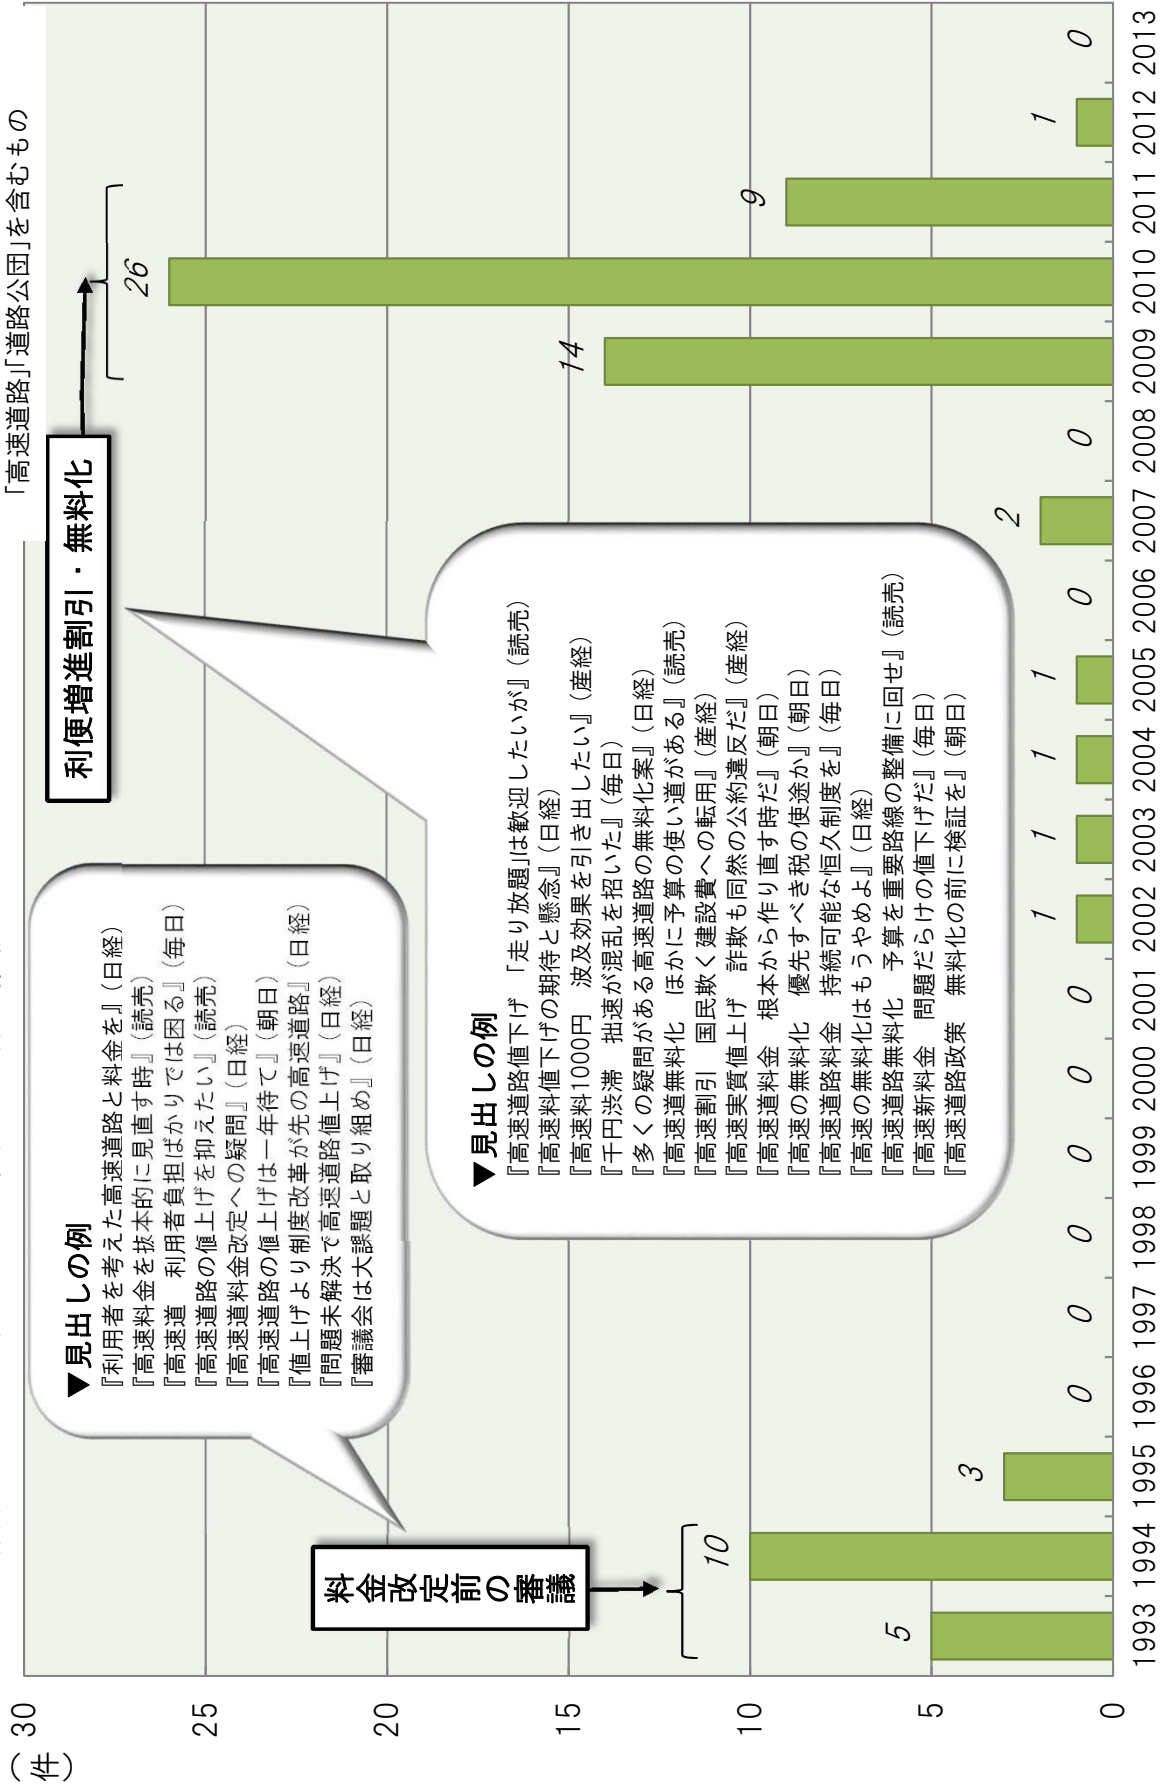 「高速道路」「道路公団」を含むもの
(件)
30
25
20
15
10
5
0
利便増進割引・無料化
料金改定前の審議
▼見出しの例
『利用者を考えた高速道路と料金を』(日経)
『高速料金を抜本的に見直す時』(読売)
『高速道　利用者負担ばかりでは困る』(毎日)
『高速道路の値上げを抑えたい』(読売)
『高速道料金改定への疑問』(日経)
『高速道路の値上げは一年待て』(朝日)
『値上げより制度改革が先の高速道路』(日経)
『問題未解決で高速道路値上げ』(日経)
『審議会は大課題と取り組め』(日経)
▼見出しの例
『高速道路値下げ　「走り放題」は歓迎したいが』(読売)
『高速料値下げの期待と懸念』(日経)
『高速料1000円　波及効果を引き出したい』(産経)
『千円渋滞　拙速が混乱を招いた』(毎日)
『多くの疑問がある高速道路の無料化案』(日経)
『高速道無料化　ほかに予算の使い道がある』(読売)
『高速割引　国民欺く建設費への転用』(産経)
『高速実質値上げ　詐欺も同然の公約違反だ』(産経)
『高速道料金　根本から作り直す時だ』(朝日)
『高速の無料化　優先すべき税の使途か』(朝日)
『高速道路料金　持続可能な恒久制度を』(毎日)
『高速の無料化はもうやめよ』(日経)
『高速道路無料化　予算を重要路線の整備に回せ』(読売)
『高速新料金　問題だらけの値下げだ』(毎日)
『高速道路政策　無料化の前に検証を』(朝日)
5 10 3 0 0 0 0 0 0 1 1 1 1 0 2 0 14 26 9 1 0
1993 1994 1995 1996 1997 1998 1999 2000 2001 2002 2003 2004 2005 2006 2007 2008 2009 2010 2011 2012 2013